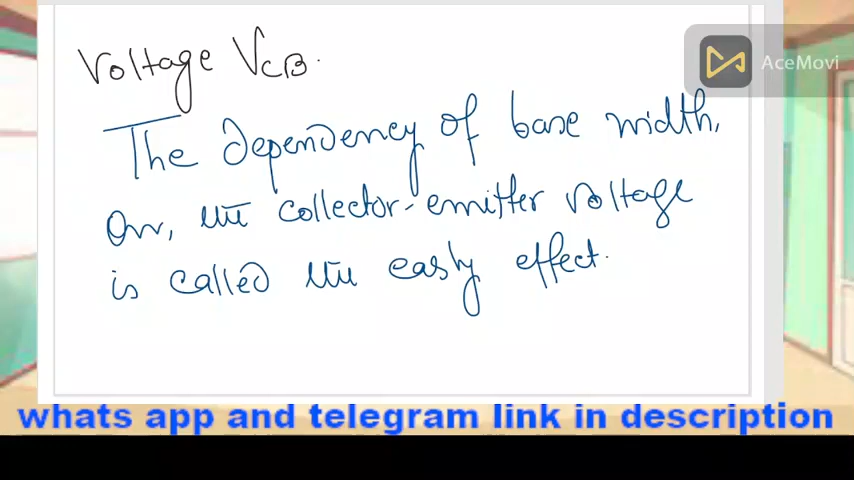 Voltage VCB.
AceMovi
The dependency of base width,
on, the collector-emitter voltage
is called the easly effect.
whats app and telegram link in description